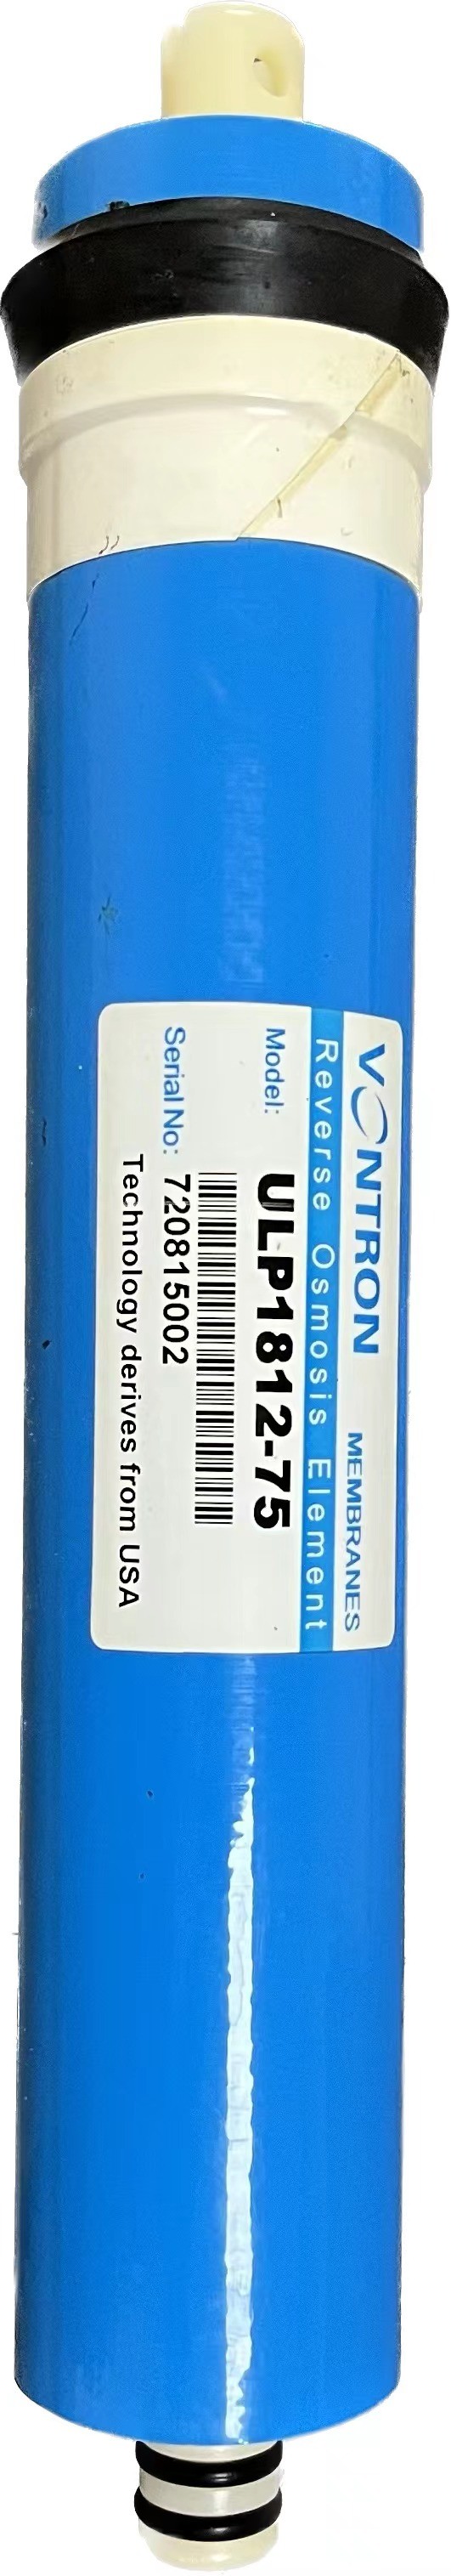 VONTRON MEMBRANES
Reverse Osmosis Element
Model: ULP1812-75
Serial No: 720815002
Technology derives from USA